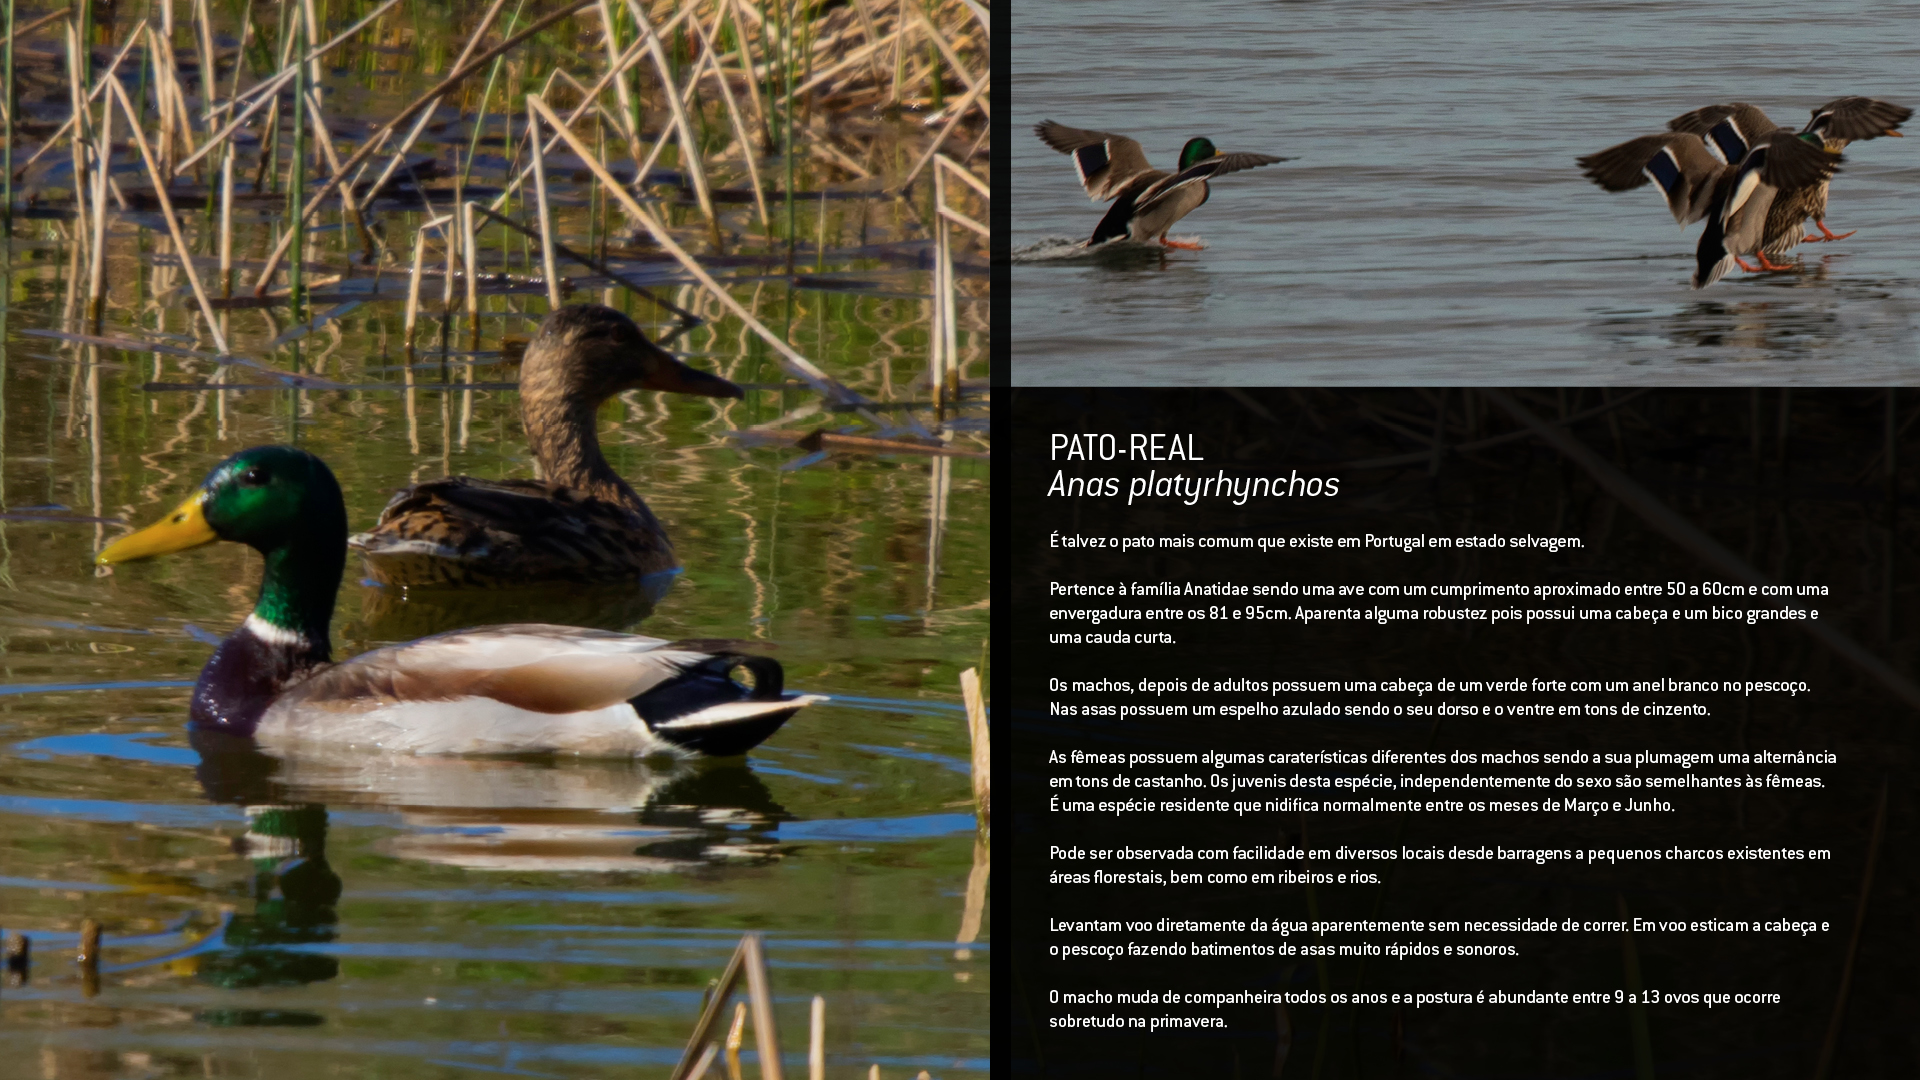 PATO-REAL
Anas platyrhynchos
É talvez o pato mais comum que existe em Portugal em estado selvagem.
Pertence à família Anatidae sendo uma ave com um cumprimento aproximado entre 50 a 60cm e com uma
envergadura entre os 81 e 95cm. Aparenta alguma robustez pois possui uma cabeça e um bico grandes e
uma cauda curta.
Os machos, depois de adultos possuem uma cabeça de um verde forte com um anel branco no pescoço.
Nas asas possuem um espelho azulado sendo o seu dorso e o ventre em tons de cinzento.
As fêmeas possuem algumas caraterísticas diferentes dos machos sendo a sua plumagem uma alternância
em tons de castanho. Os juvenis desta espécie, independentemente do sexo são semelhantes às fêmeas.
É uma espécie residente que nidifica normalmente entre os meses de Março e Junho.
Pode ser observada com facilidade em diversos locais desde barragens a pequenos charcos existentes em
áreas florestais, bem como em ribeiros e rios.
Levantam voo diretamente da água aparentemente sem necessidade de correr. Em voo esticam a cabeça e
o pescoço fazendo batimentos de asas muito rápidos e sonoros.
O macho muda de companheira todos os anos e a postura é abundante entre 9 a 13 ovos que ocorre
sobretudo na primavera.